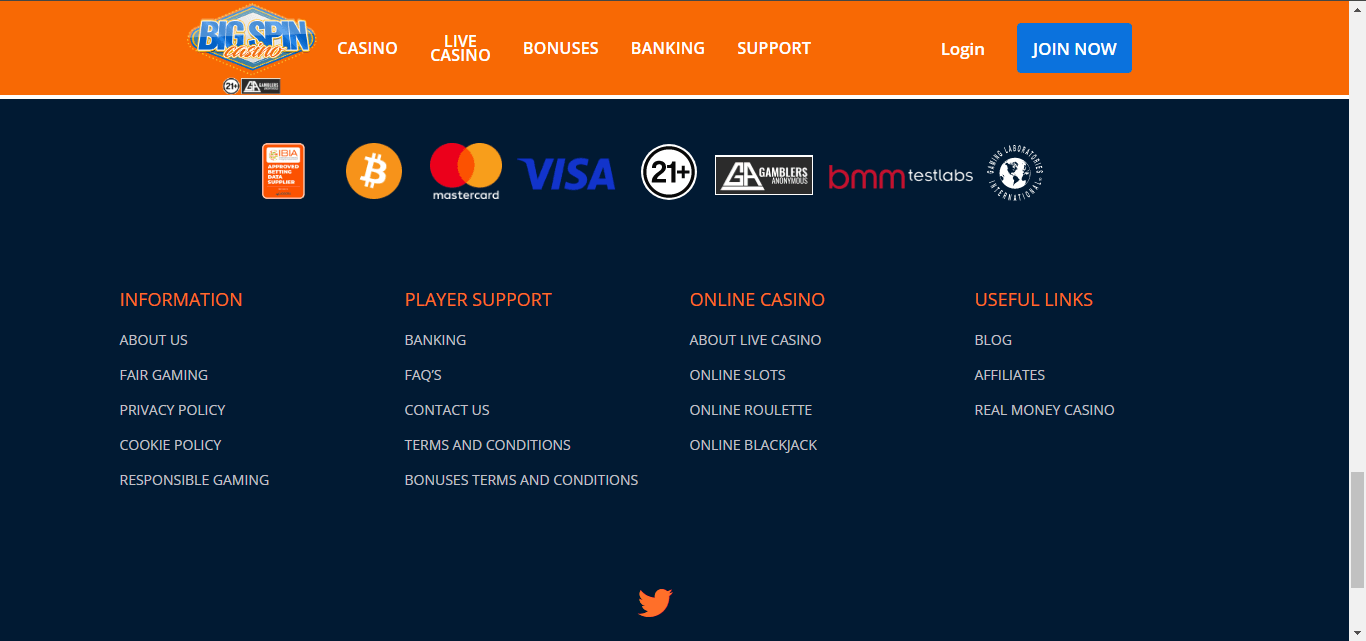 BIG SPIN
casino
CASINO
LIVE
CASINO
BONUSES
BANKING
SUPPORT
Login
JOIN NOW
21+
GA GAMBLERS
ANONYMOUS
IBIA
APPROVED
BETTING
DATA
SUPPLIER
mastercard
VISA
21+
GA GAMBLERS
ANONYMOUS
bmm testlabs
GAMING LABORATORIES
INTERNATIONAL
INFORMATION
ABOUT US
FAIR GAMING
PRIVACY POLICY
COOKIE POLICY
RESPONSIBLE GAMING
PLAYER SUPPORT
BANKING
FAQ'S
CONTACT US
TERMS AND CONDITIONS
BONUSES TERMS AND CONDITIONS
ONLINE CASINO
ABOUT LIVE CASINO
ONLINE SLOTS
ONLINE ROULETTE
ONLINE BLACKJACK
USEFUL LINKS
BLOG
AFFILIATES
REAL MONEY CASINO